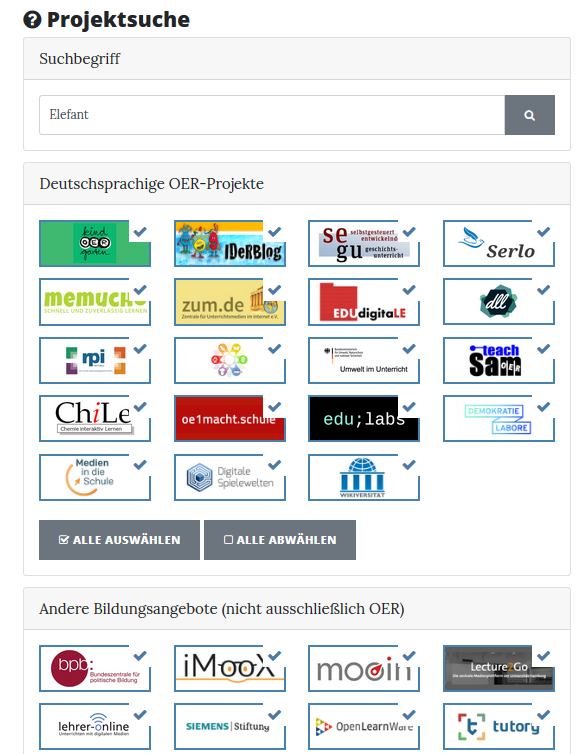 Projektsuche
Suchbegriff
Elefant
Deutschsprachige OER-Projekte
kind
OER
garten
IDeRBlog
se
gu
selbstgesteuert
entwickelnd
geschichts-
unterricht
Serlo
memucho
SCHNELL UND ZUVERLÄSSIG LERNEN
zum.de
Zentrale für Unterrichtsmedien im Internet e.V.
EDUdigitaLE
dll
rpi
Umwelt im Unterricht
teach
Sam
OER
ChiLe
Chemie interaktiv Lernen
oe1macht.schule
edu;labs
DEMOKRATIE
LABORE
Medien
in die
Schule
Digitale
Spielewelten
WIKIVERSITÄT
ALLE AUSWÄHLEN
ALLE ABWÄHLEN
Andere Bildungsangebote (nicht ausschließlich OER)
bpb:
Bundeszentrale für
politische Bildung
iMooX
mooin
Lecture2Go
lehrer-online
Unterrichten mit digitalen Medien
SIEMENS | Stiftung
OpenLearnWare
t tutory